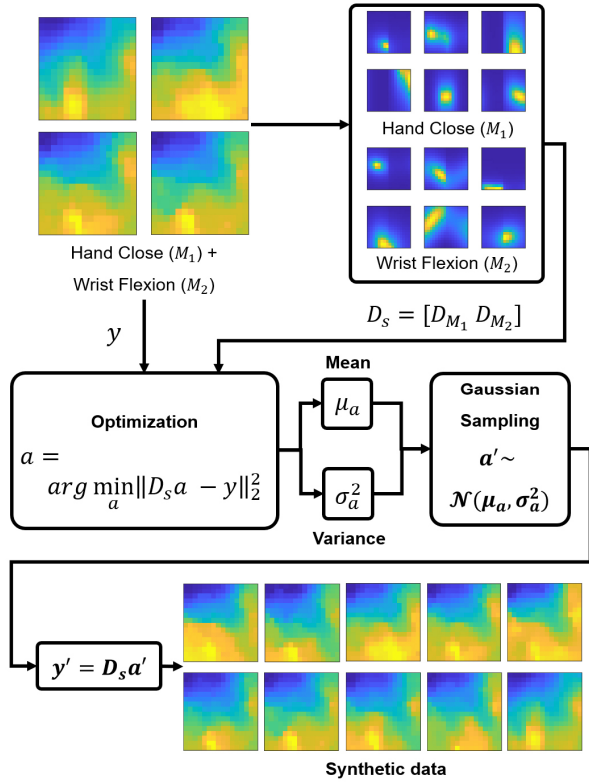 Hand Close (M₁)
Wrist Flexion (M₂)
Hand Close (M₁) +
Wrist Flexion (M₂)
y
D_s = [D_{M₁} D_{M₂}]
Optimization
a =
arg min_a ‖D_s a − y‖₂²
Mean
μ_a
σ_a²
Variance
Gaussian
Sampling
a′~
𝒩(μ_a, σ_a²)
y′ = D_s a′
Synthetic data